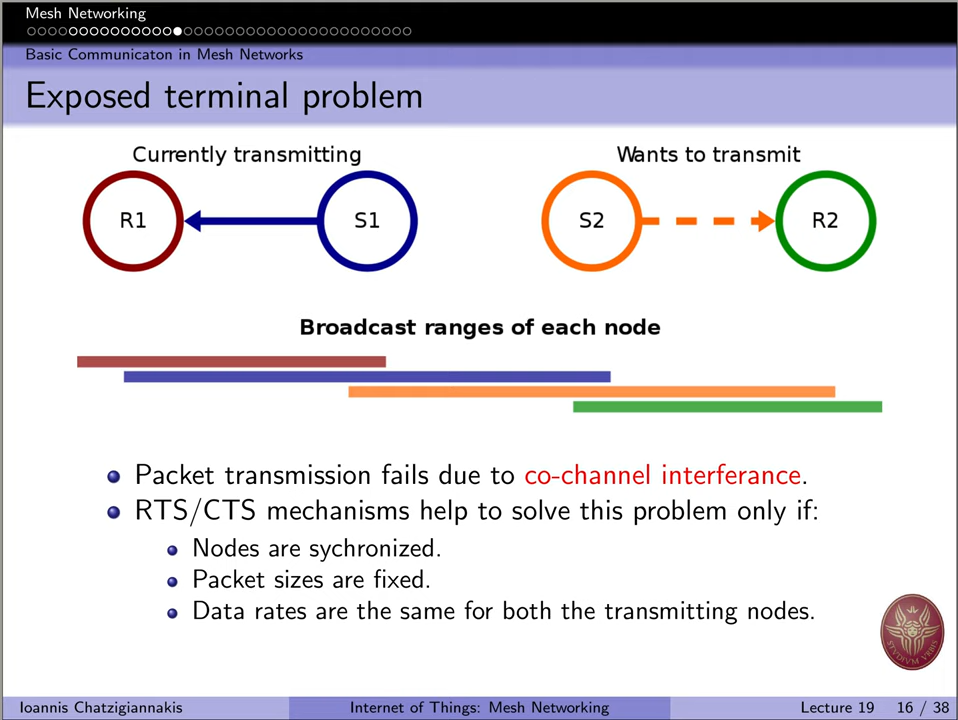 Mesh Networking
Basic Communicaton in Mesh Networks
Exposed terminal problem
Currently transmitting
Wants to transmit
R1
S1
S2
R2
Broadcast ranges of each node
Packet transmission fails due to co-channel interferance.
RTS/CTS mechanisms help to solve this problem only if:
Nodes are sychronized.
Packet sizes are fixed.
Data rates are the same for both the transmitting nodes.
STVDIVM VRBIS
Ioannis Chatzigiannakis
Internet of Things: Mesh Networking
Lecture 19
16 / 38